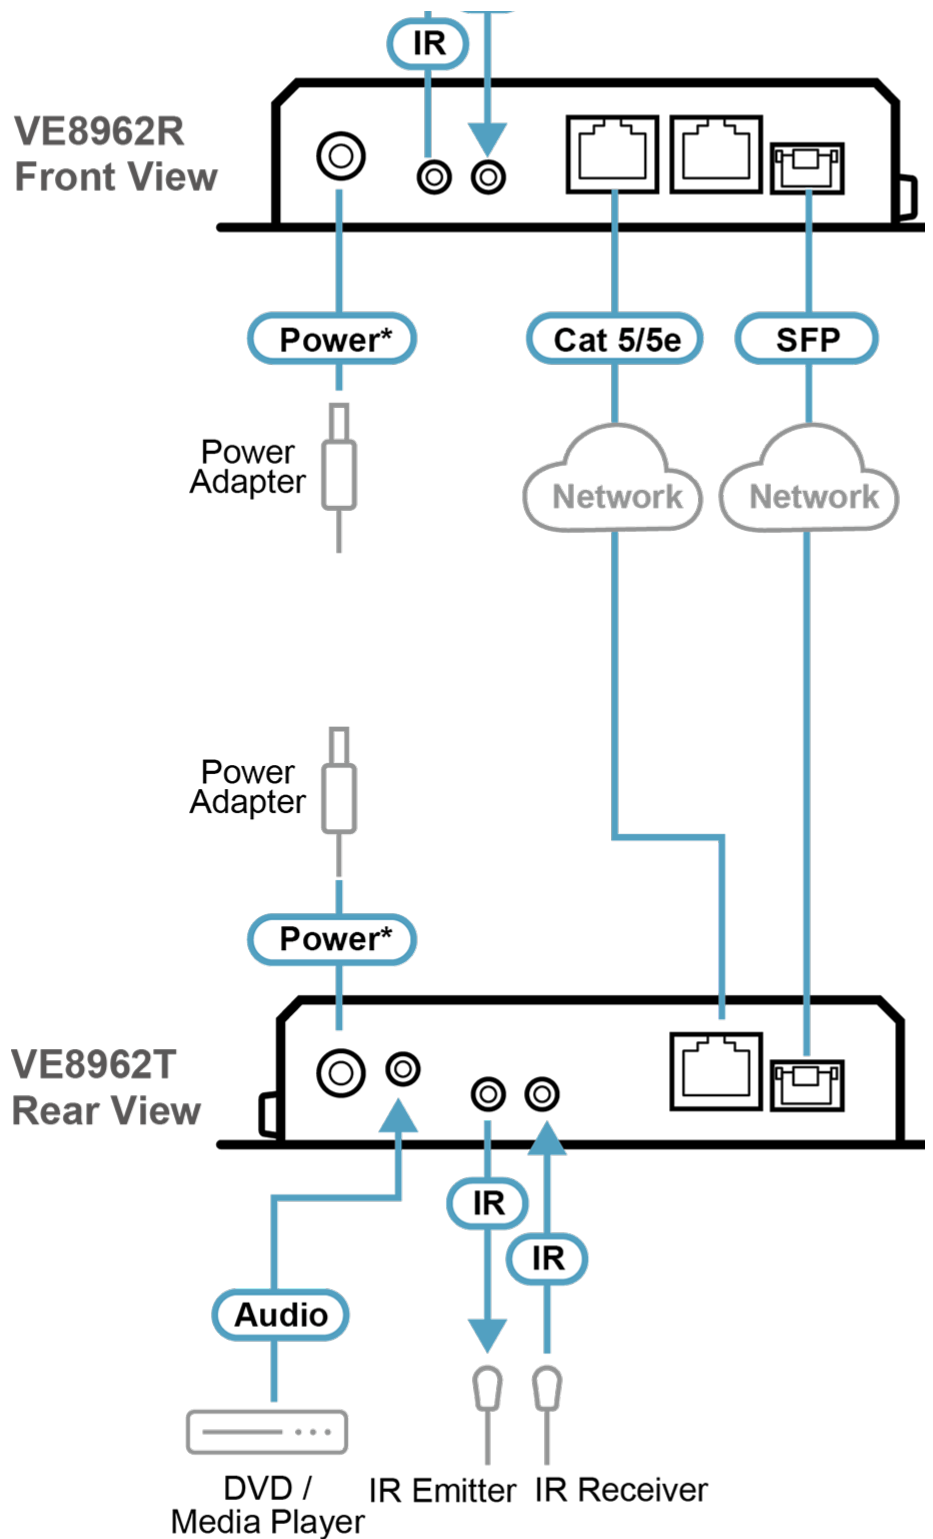 IR
VE8962R
Front View
Power*
Cat 5/5e
SFP
Power
Adapter
Network
Network
Power
Adapter
Power*
VE8962T
Rear View
IR
IR
Audio
DVD /
Media Player
IR Emitter
IR Receiver